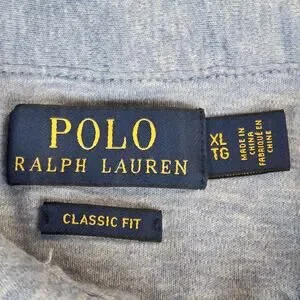 POLO
RALPH LAUREN
XL
TG
MADE IN
CHINA
FABRIQUÉ EN
CHINE
CLASSIC FIT